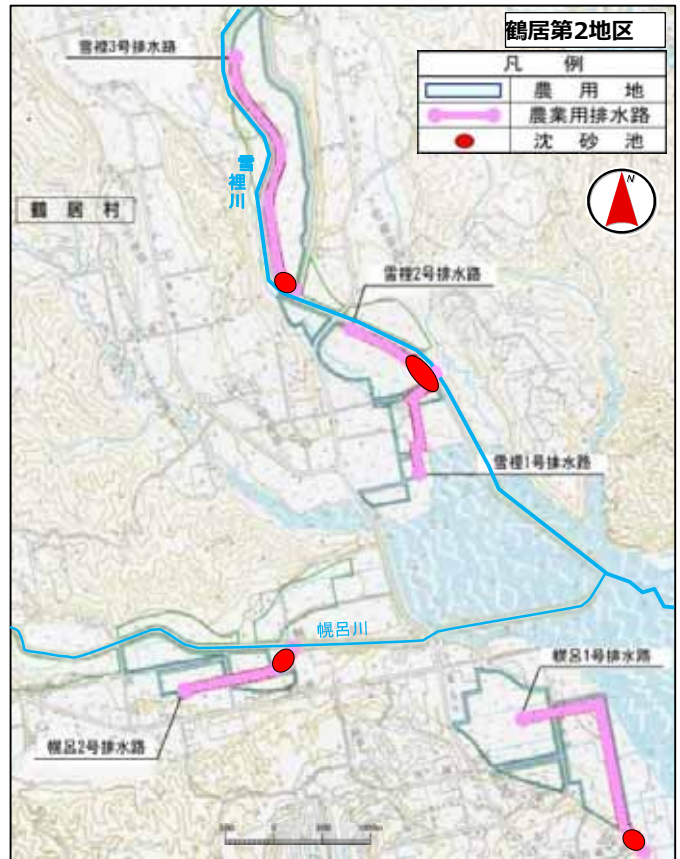 鶴居第2地区
凡 例
農 用 地
農業用排水路
沈 砂 池
N
雪裡3号排水路
雪裡川
鶴 居 村
雪裡2号排水路
雪裡1号排水路
幌呂川
幌呂1号排水路
幌呂2号排水路